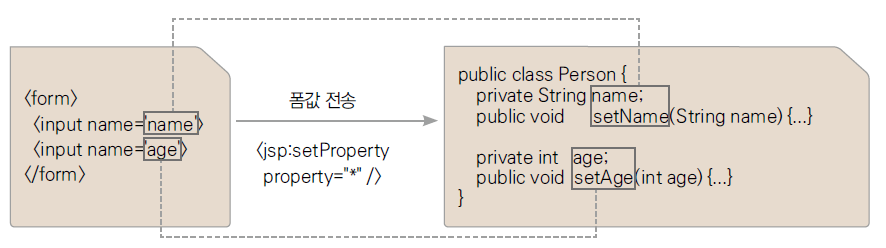 <form>
<input name='name'>
<input name='age'>
</form>
폼값 전송
<jsp:setProperty
property="*" />
public class Person {
private String name;
public void setName(String name) {...}
private int age;
public void setAge(int age) {...}
}